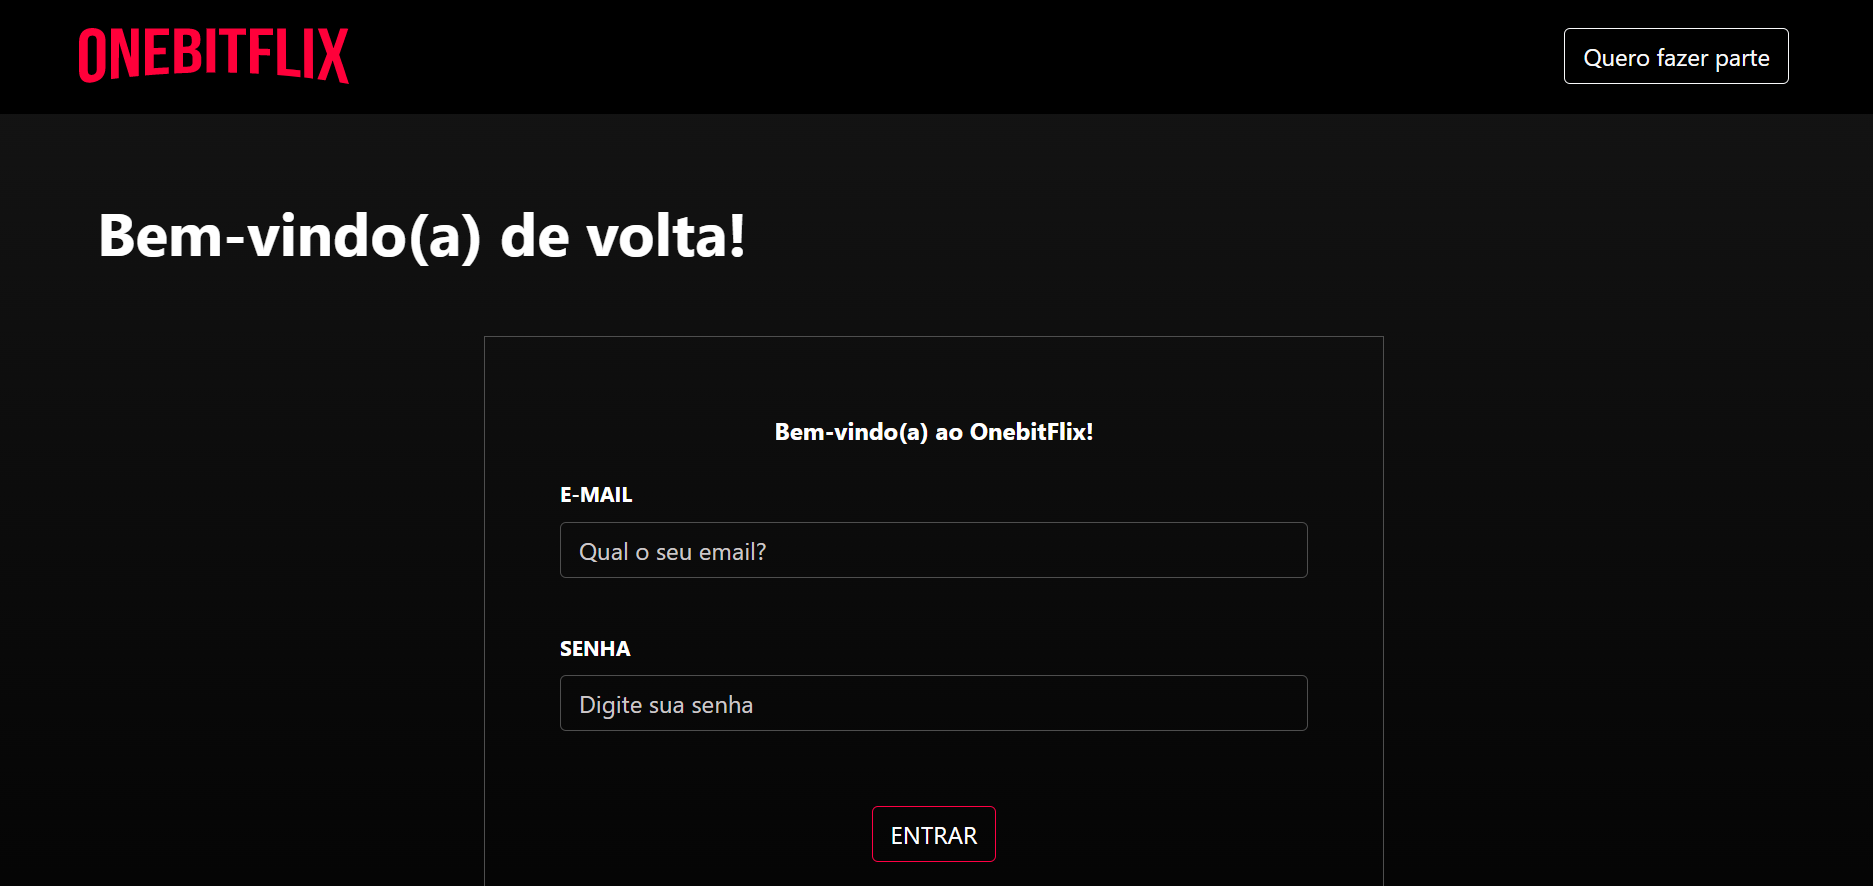 ONEBITFLIX
Quero fazer parte
Bem-vindo(a) de volta!
Bem-vindo(a) ao OnebitFlix!
E-MAIL
Qual o seu email?
SENHA
Digite sua senha
ENTRAR